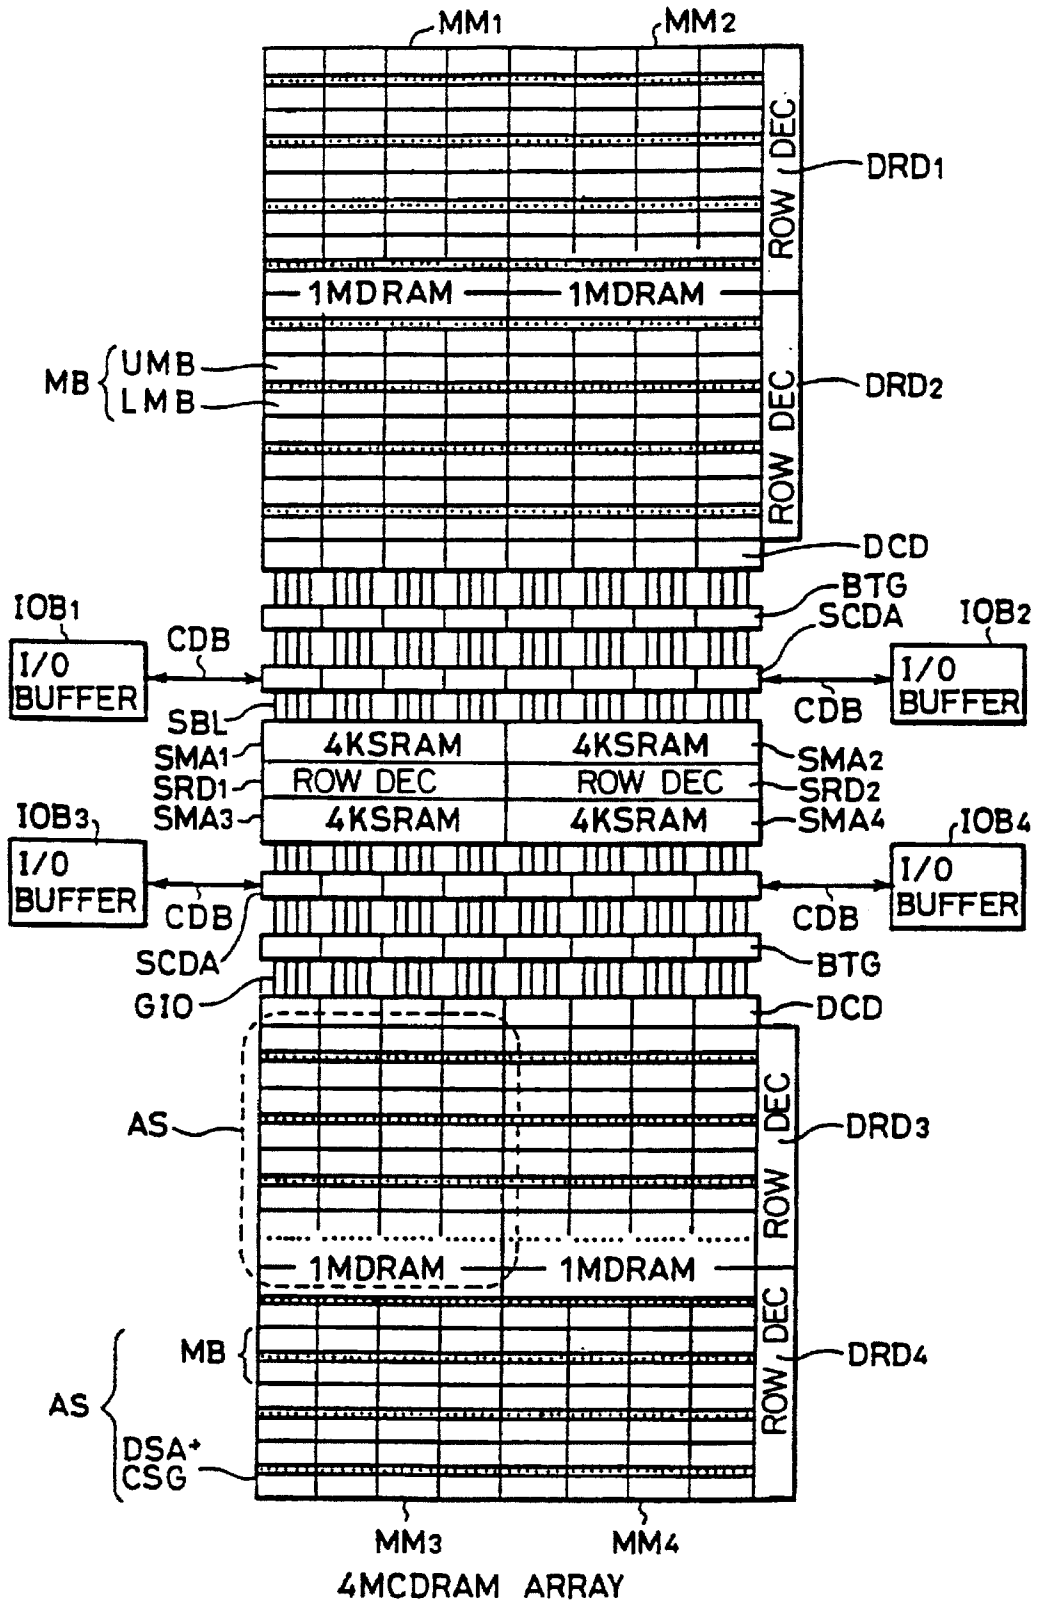 MM1
MM2
ROW DEC
DRD1
1MDRAM
1MDRAM
MB
UMB
LMB
ROW DEC
DRD2
DCD
BTG
SCDA
IOB1
I/O
BUFFER
CDB
IOB2
I/O
BUFFER
CDB
SBL
SMA1
4KSRAM
4KSRAM
SMA2
SRD1
ROW DEC
ROW DEC
SRD2
SMA3
4KSRAM
4KSRAM
SMA4
IOB3
I/O
BUFFER
CDB
IOB4
I/O
BUFFER
CDB
SCDA
BTG
GIO
DCD
AS
ROW DEC
DRD3
1MDRAM
1MDRAM
MB
AS
DSA+
CSG
ROW DEC
DRD4
MM3
MM4
4MCDRAM ARRAY